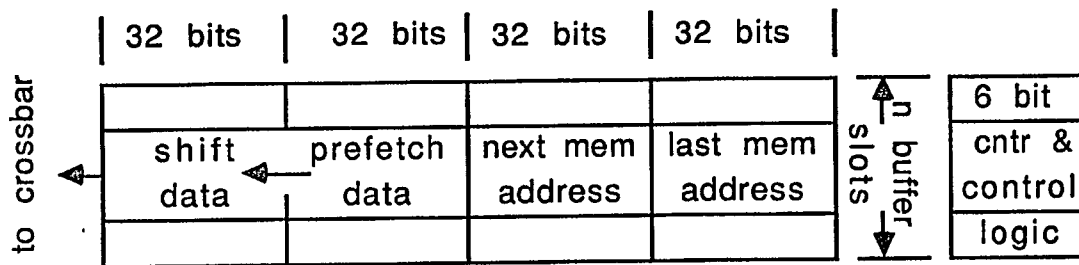 32 bits 32 bits 32 bits 32 bits
to crossbar
shift prefetch next mem last mem
data data address address
n buffer
slots
6 bit
cntr &
control
logic